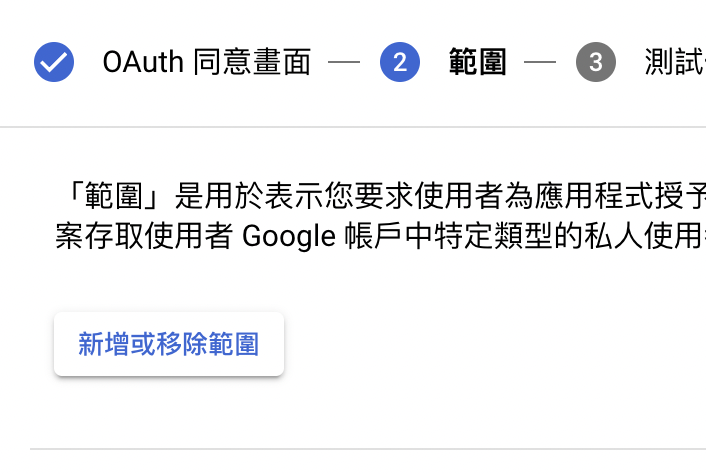 OAuth 同意畫面 2 範圍 3 測試
「範圍」是用於表示您要求使用者為應用程式授予
案存取使用者 Google 帳戶中特定類型的私人使用
新增或移除範圍